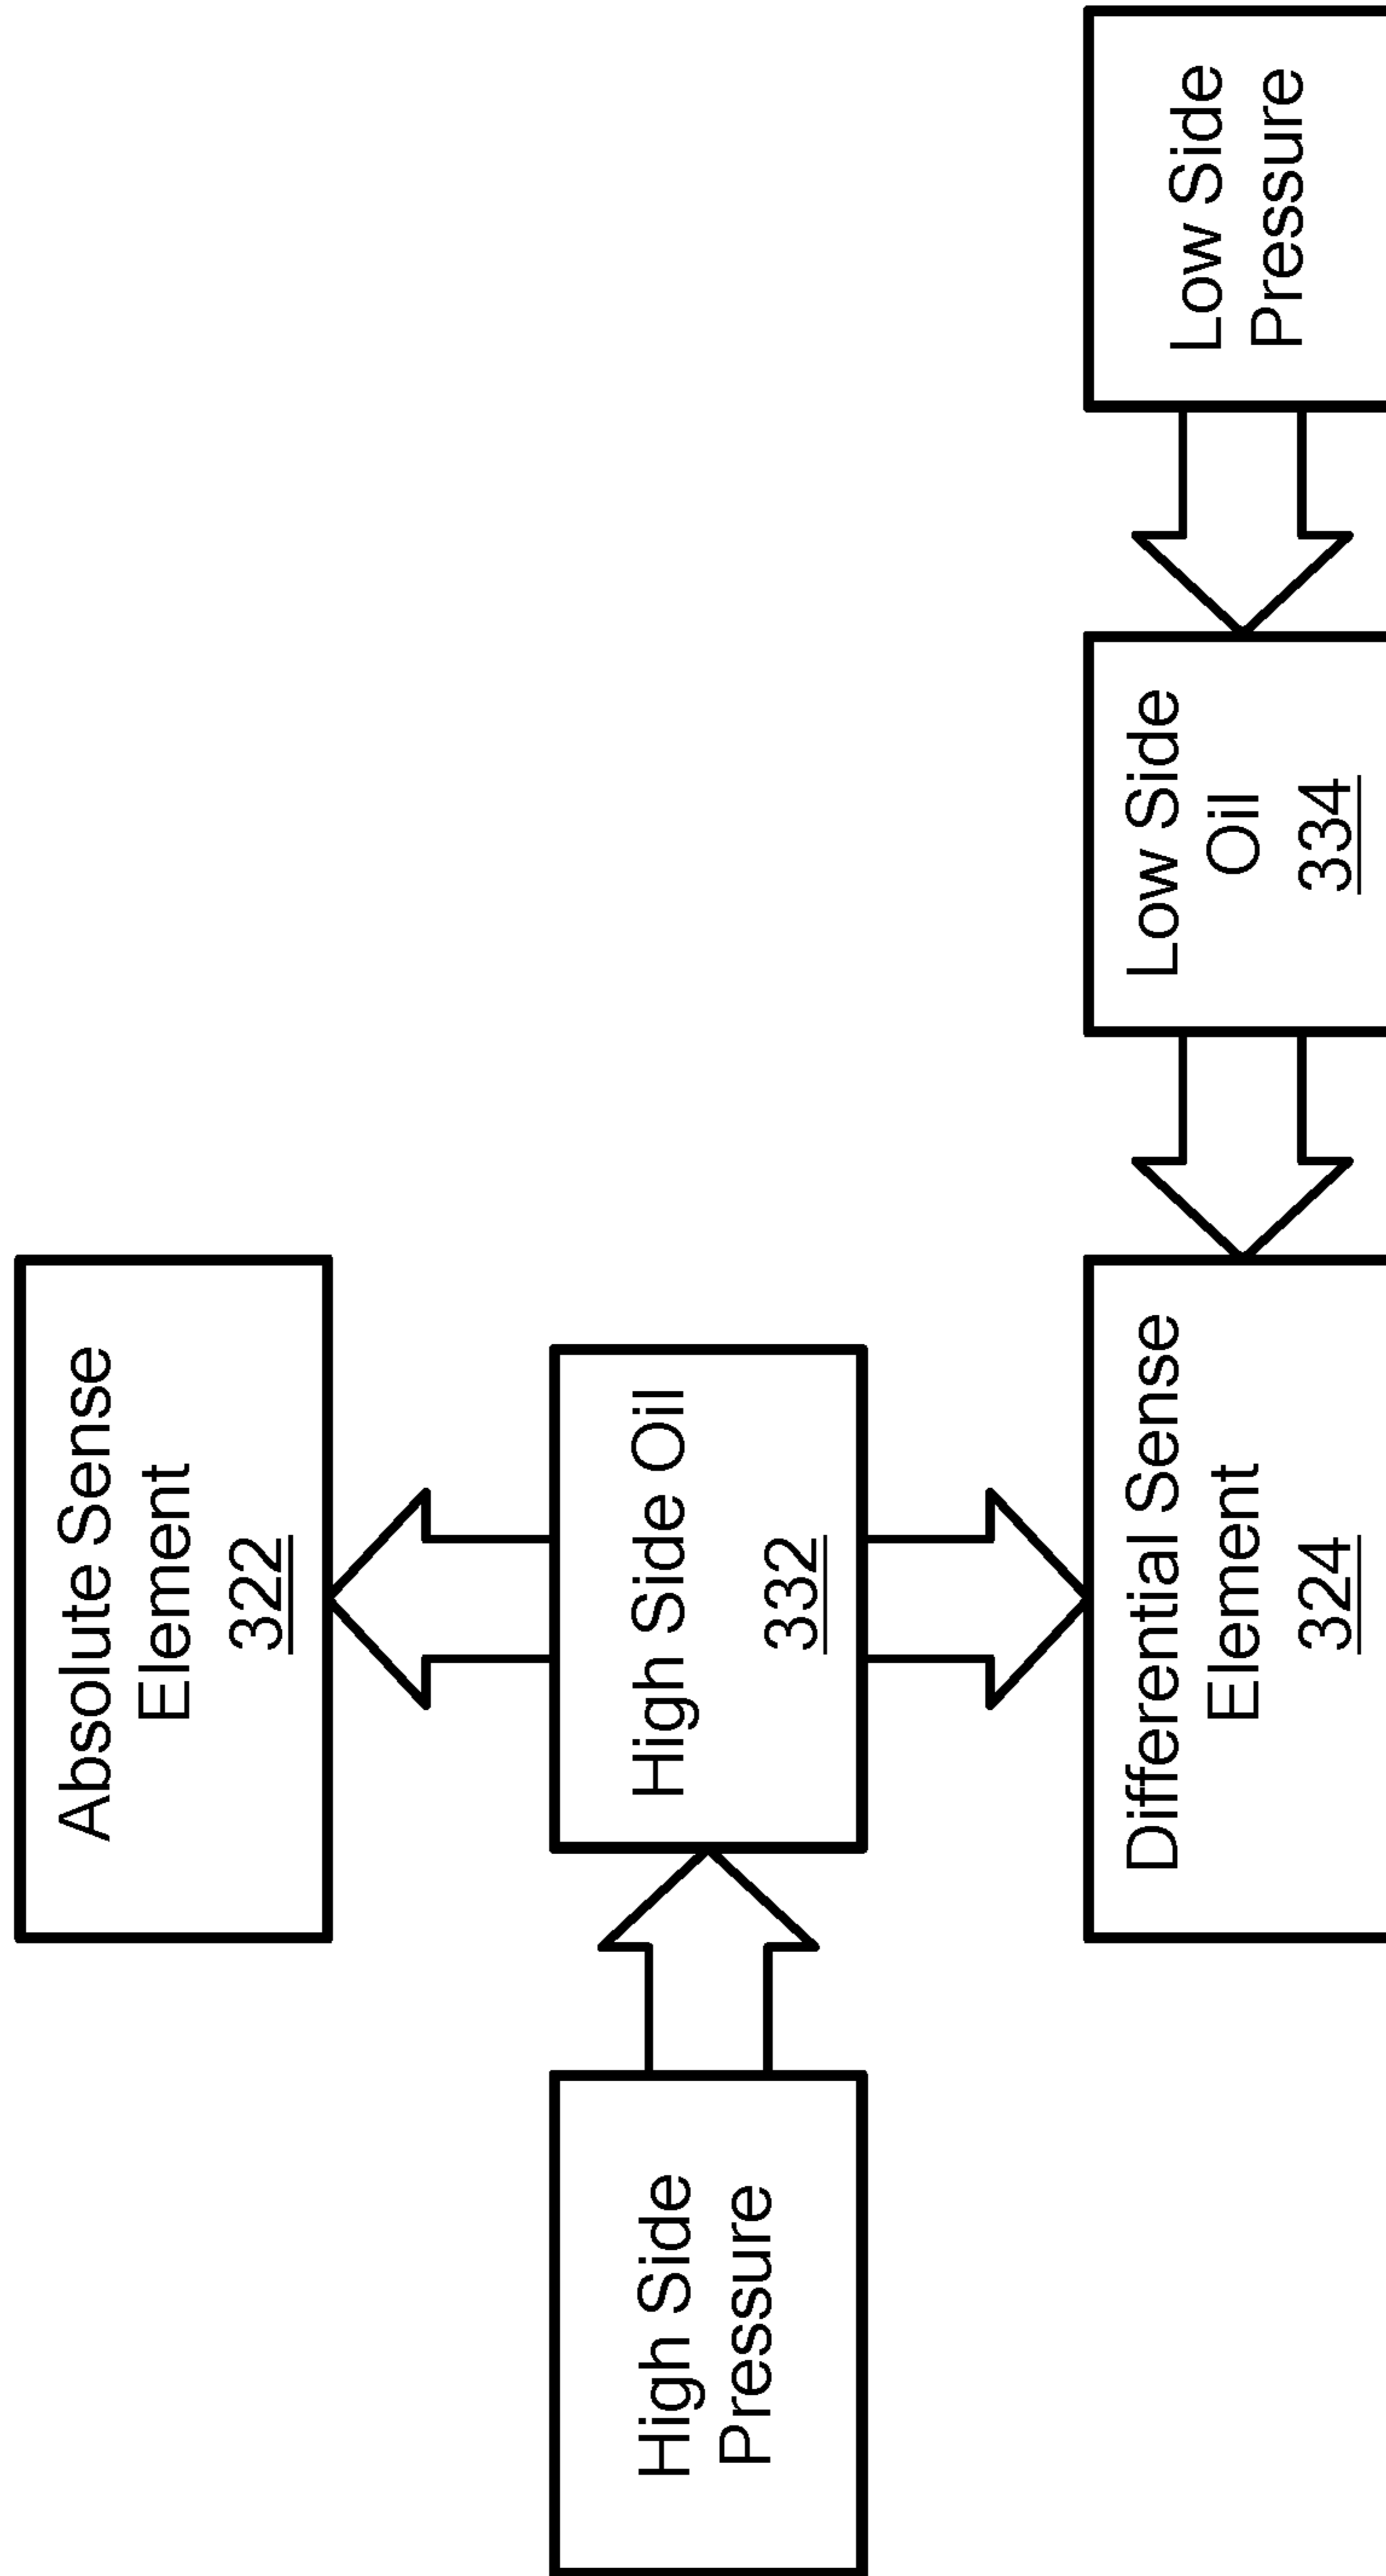 Absolute Sense
Element
322
High Side
Pressure
High Side Oil
332
Differential Sense
Element
324
Low Side
Oil
334
Low Side
Pressure